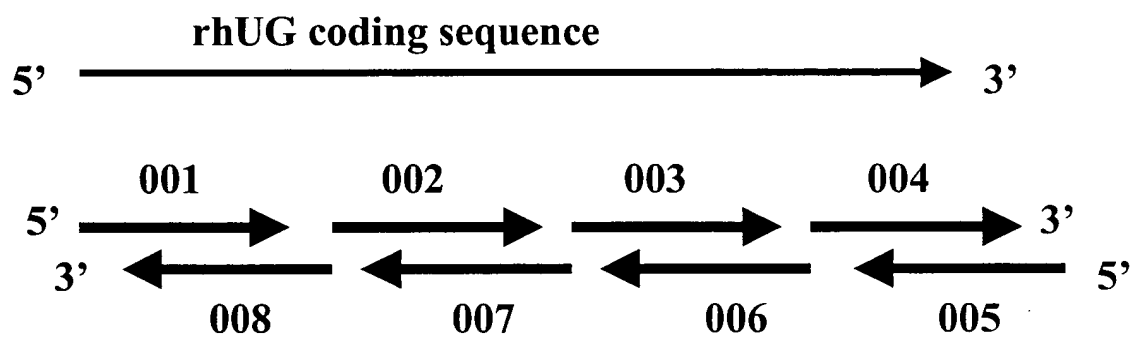 rhUG coding sequence
5’ 3’
001 002 003 004
5’ 3’
3’ 5’
008 007 006 005